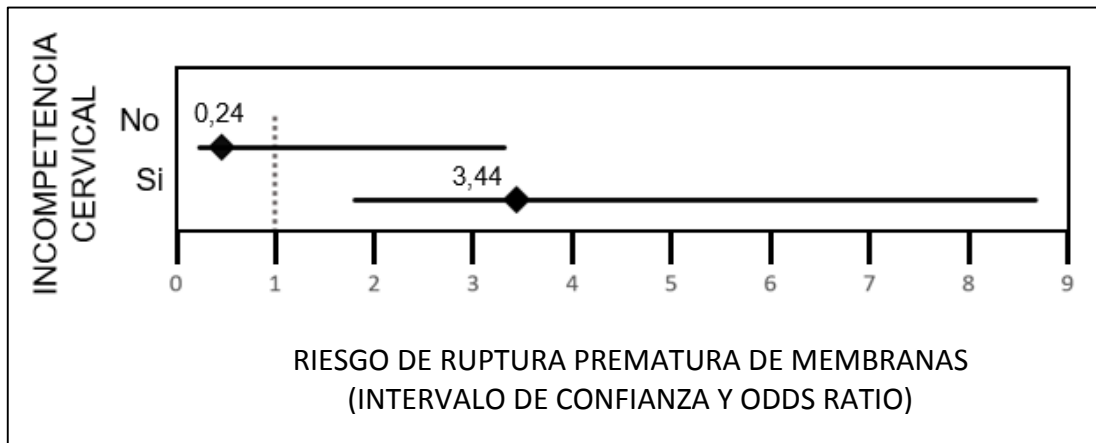 INCOMPETENCIA
CERVICAL
No
0,24
Si
3,44
0 1 2 3 4 5 6 7 8 9
RIESGO DE RUPTURA PREMATURA DE MEMBRANAS
(INTERVALO DE CONFIANZA Y ODDS RATIO)